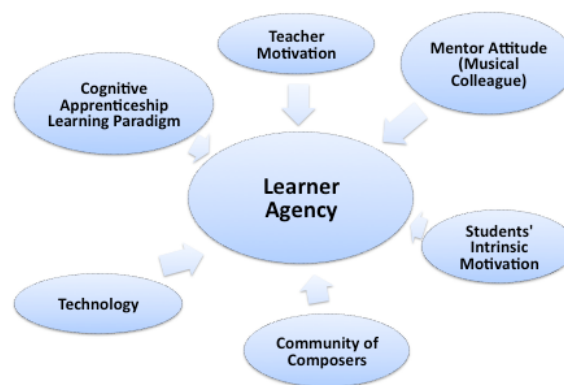 Teacher
Motivation
Mentor Attitude
(Musical
Colleague)
Cognitive
Apprenticeship
Learning Paradigm
Learner
Agency
Students'
Intrinsic
Motivation
Technology
Community of
Composers